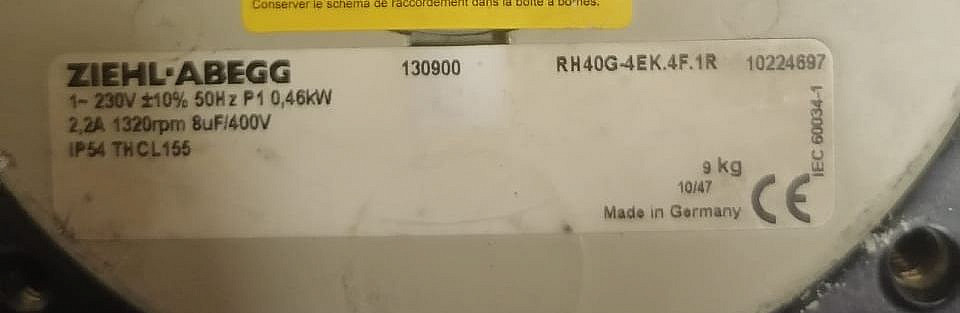 Conserver le schéma de raccordement dans la boîte à bornes.
ZIEHL-ABEGG 130900 RH40G-4EK.4F.1R 10224697
1~ 230V ±10% 50Hz P1 0,46kW
2,2A 1320rpm 8uF/400V
IP54 THCL155
IEC 60034-1
9 kg
10/47
Made in Germany CE